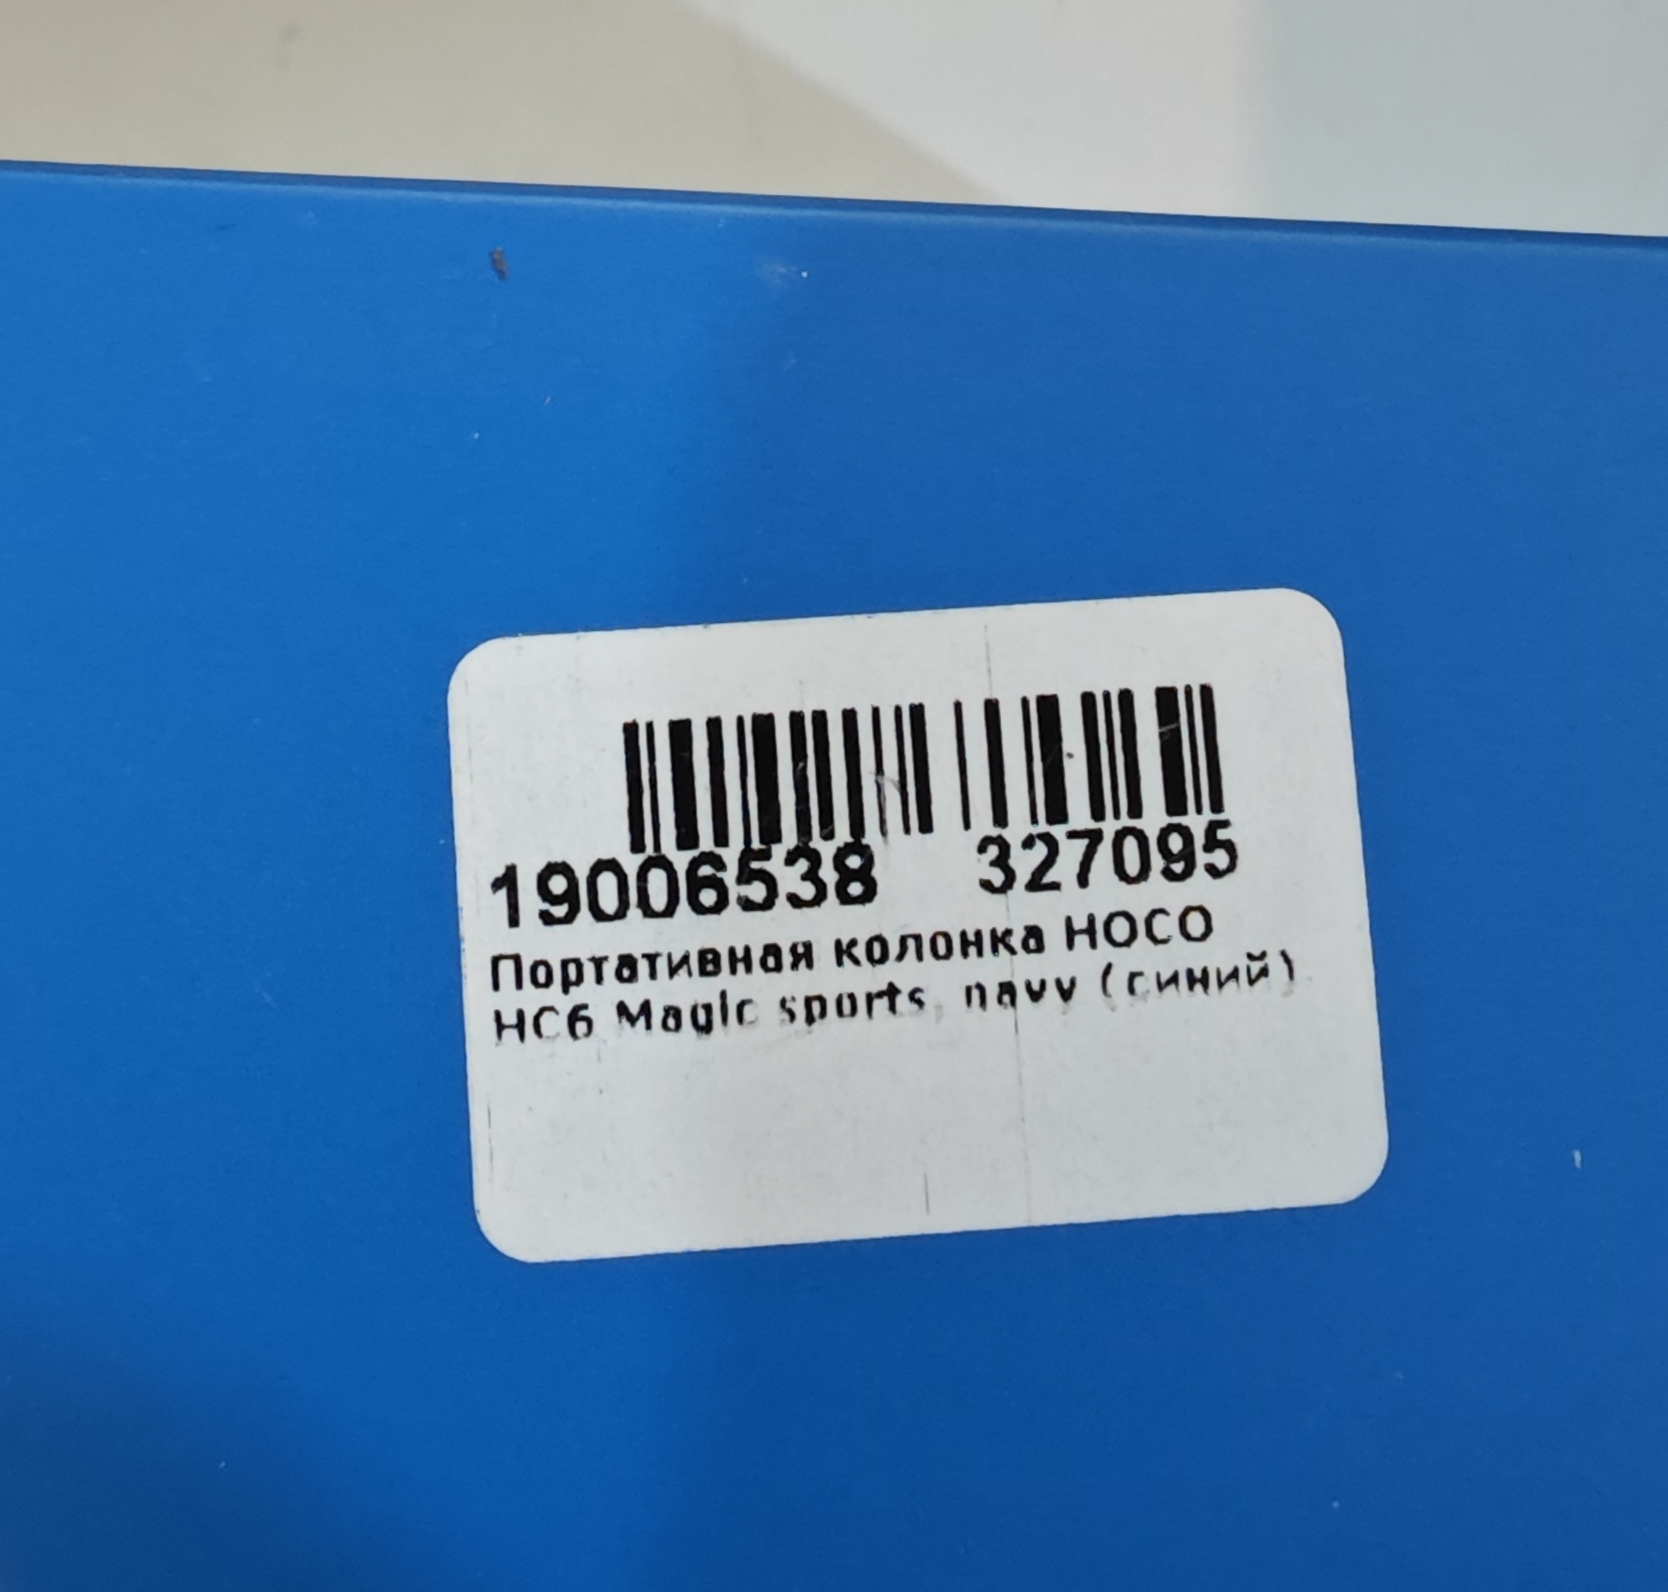 19006538 327095
Портативная колонка HOCO
HC6 Magic sports, navy (синий)